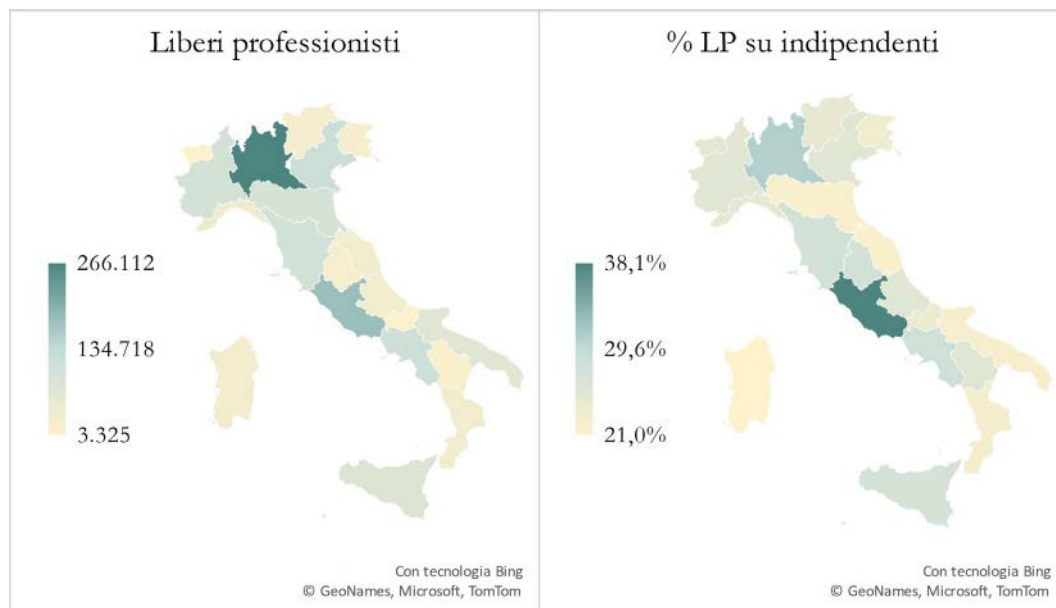 Liberi professionisti
266.112
134.718
3.325
Con tecnologia Bing
© GeoNames, Microsoft, TomTom
% LP su indipendenti
38,1%
29,6%
21,0%
Con tecnologia Bing
© GeoNames, Microsoft, TomTom